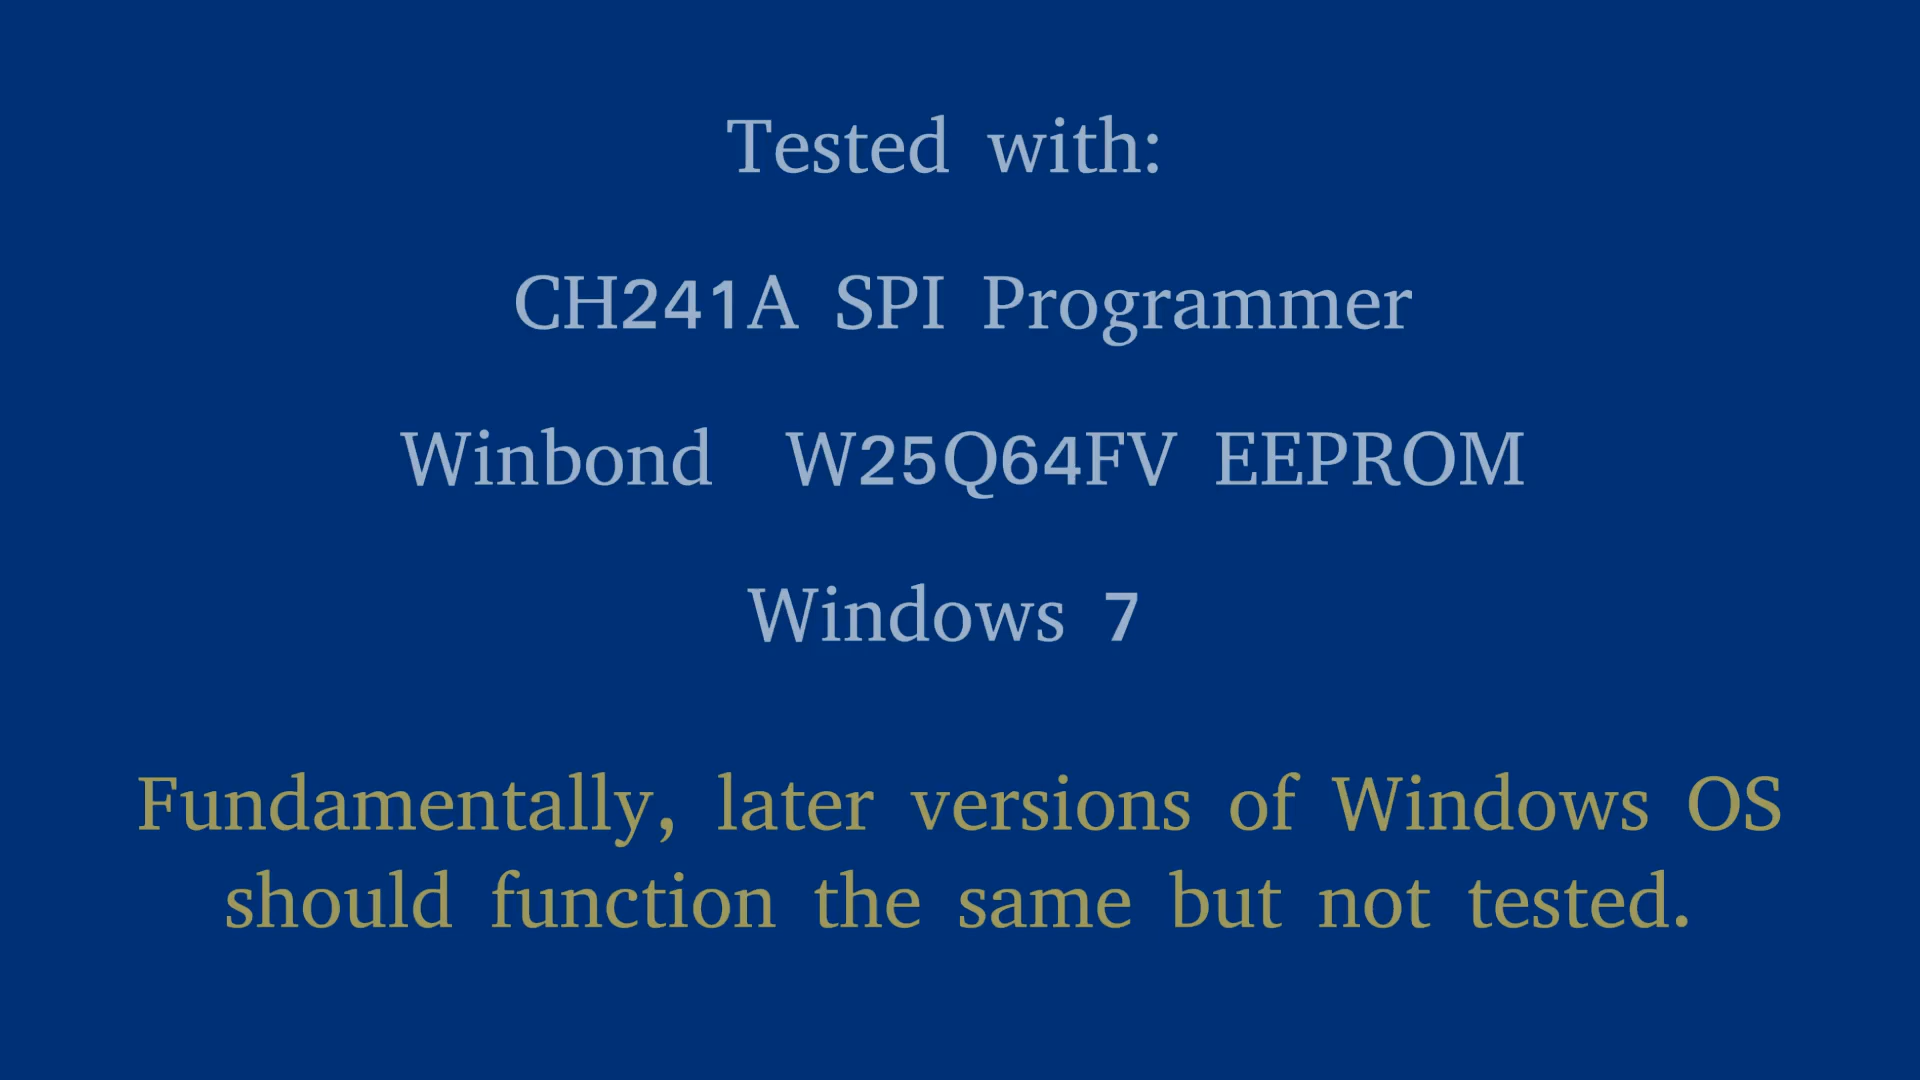 Tested with:
CH241A SPI Programmer
Winbond W25Q64FV EEPROM
Windows 7
Fundamentally, later versions of Windows OS
should function the same but not tested.